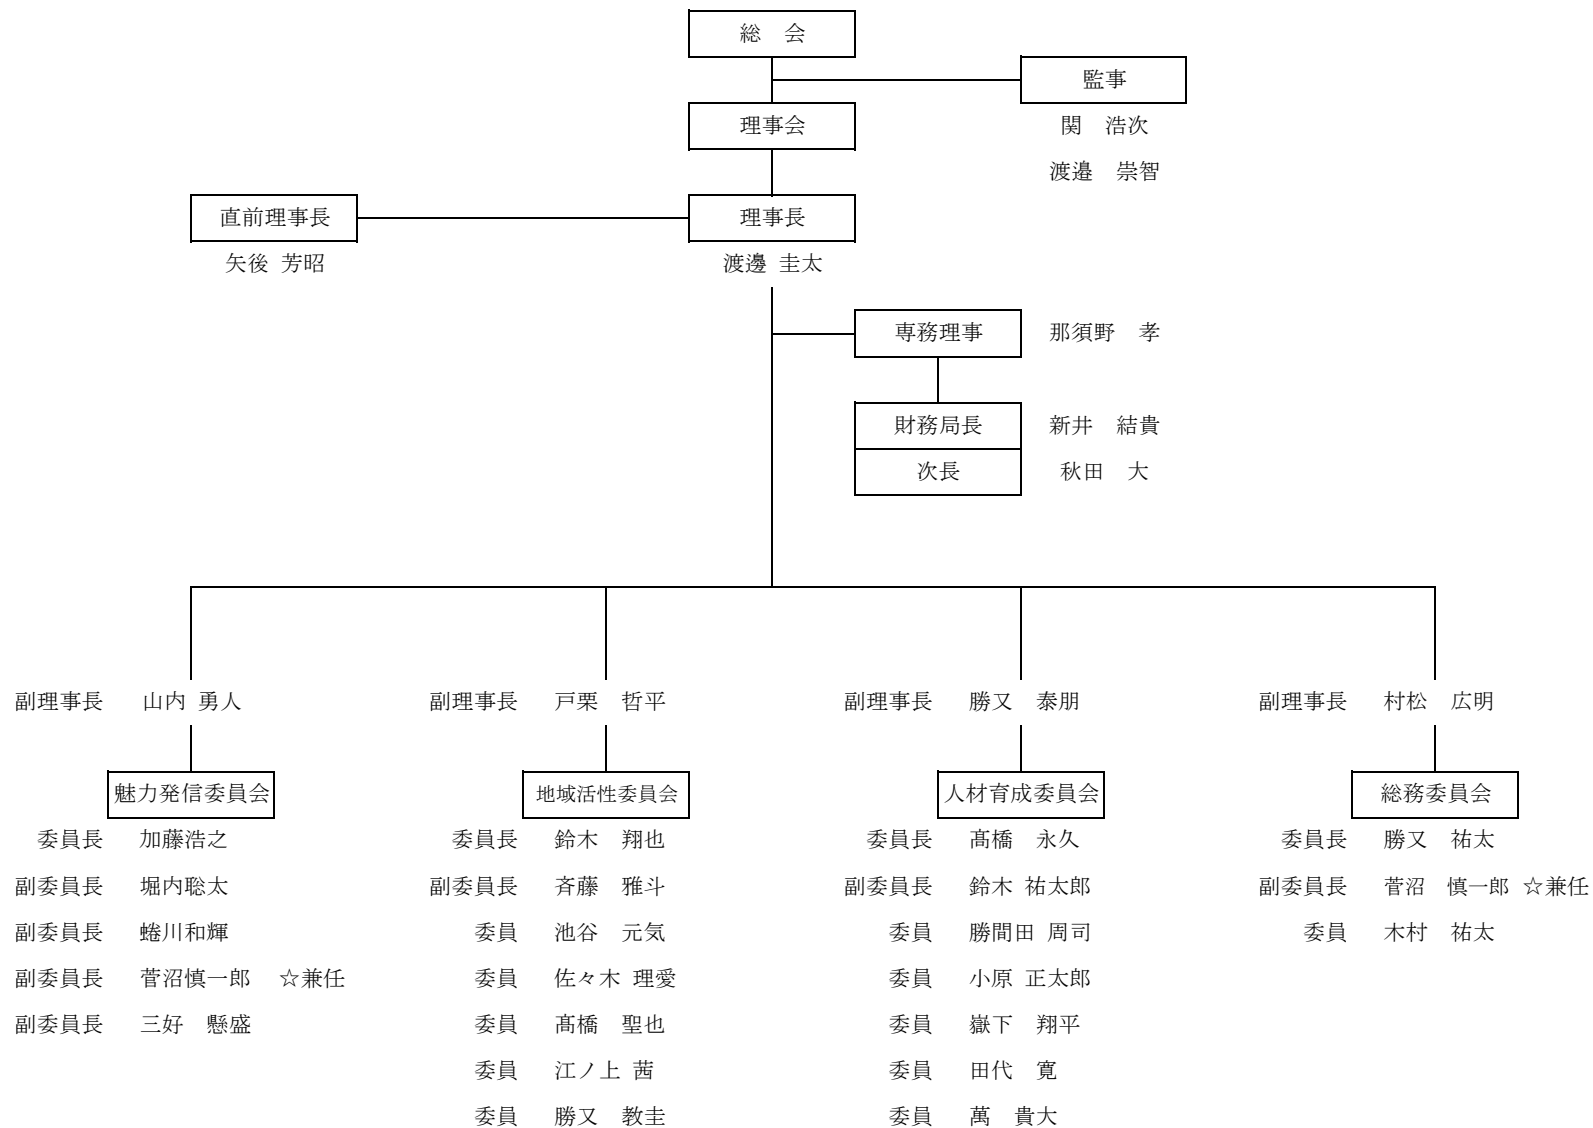 総　会
監事
理事会
関　浩次
渡邉　崇智
直前理事長
理事長
矢後 芳昭
渡邊 圭太
専務理事　那須野　孝
財務局長　新井　結貴
次長　秋田　大
副理事長　山内 勇人
魅力発信委員会
委員長　加藤浩之
副委員長　堀内聡太
副委員長　蜷川和輝
副委員長　菅沼慎一郎　☆兼任
副委員長　三好　懸盛
副理事長　戸栗　哲平
地域活性委員会
委員長　鈴木　翔也
副委員長　斉藤　雅斗
委員　池谷　元気
委員　佐々木 理愛
委員　髙橋　聖也
委員　江ノ上 茜
委員　勝又　教圭
副理事長　勝又　泰朋
人材育成委員会
委員長　髙橋　永久
副委員長　鈴木 祐太郎
委員　勝間田 周司
委員　小原 正太郎
委員　嶽下　翔平
委員　田代　寛
委員　萬　貴大
副理事長　村松　広明
総務委員会
委員長　勝又　祐太
副委員長　菅沼　慎一郎 ☆兼任
委員　木村　祐太